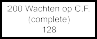 200 Wachten op C.F.
(complete)
128